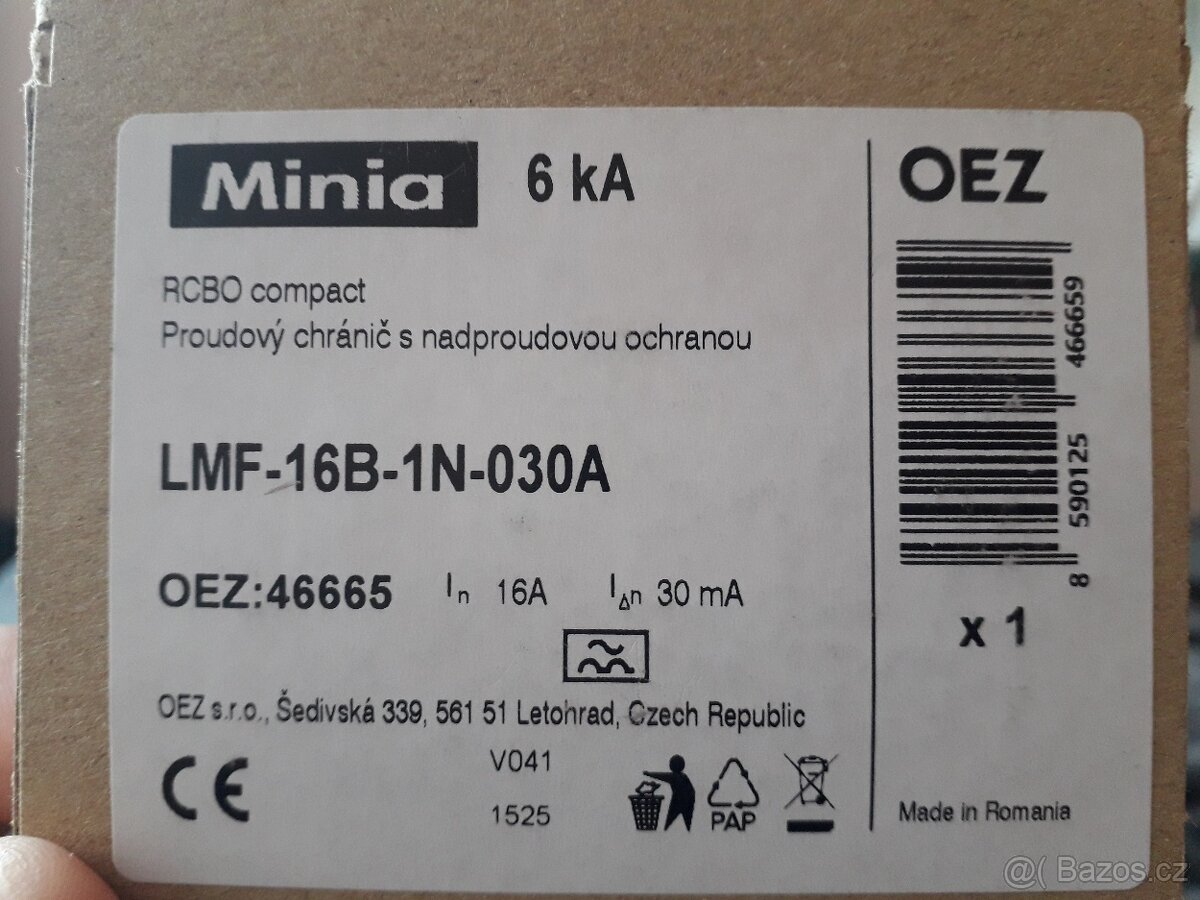 Minia 6 kA
RCBO compact
Proudový chránič s nadproudovou ochranou
LMF-16B-1N-030A
OEZ:46665 In 16A IΔn 30 mA
OEZ s.r.o., Šedivská 339, 561 51 Letohrad, Czech Republic
CE
V041
1525
PAP
OEZ
8 590125 466659
x 1
Made in Romania
@( Bazos.cz